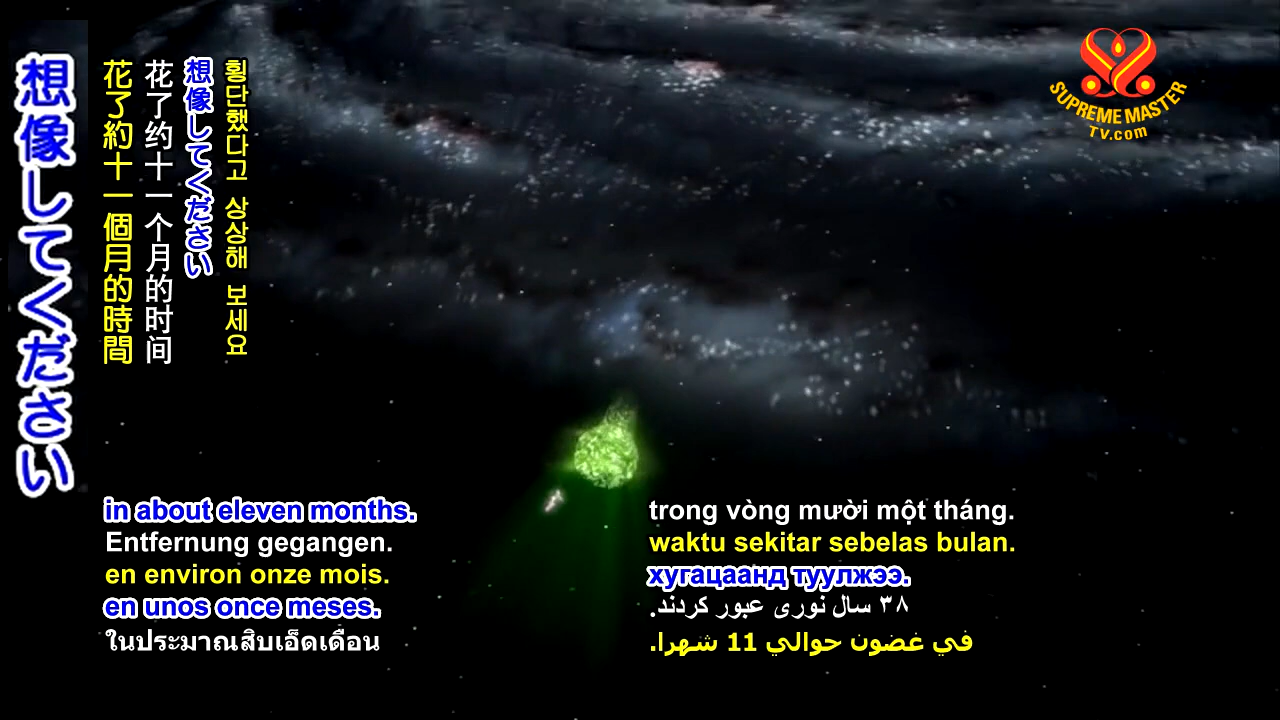 想像してください
花了約十一個月的時間
花了约十一个月的时间
想像してください
횡단했다고 상상해 보세요
SUPREME MASTER
TV.com
in about eleven months.
Entfernung gegangen.
en environ onze mois.
en unos once meses.
ในประมาณสิบเอ็ดเดือน
trong vòng mười một tháng.
waktu sekitar sebelas bulan.
хугацаанд туулжээ.
۳۸ سال نوری عبور کردند.
في غضون حوالي 11 شهرا.